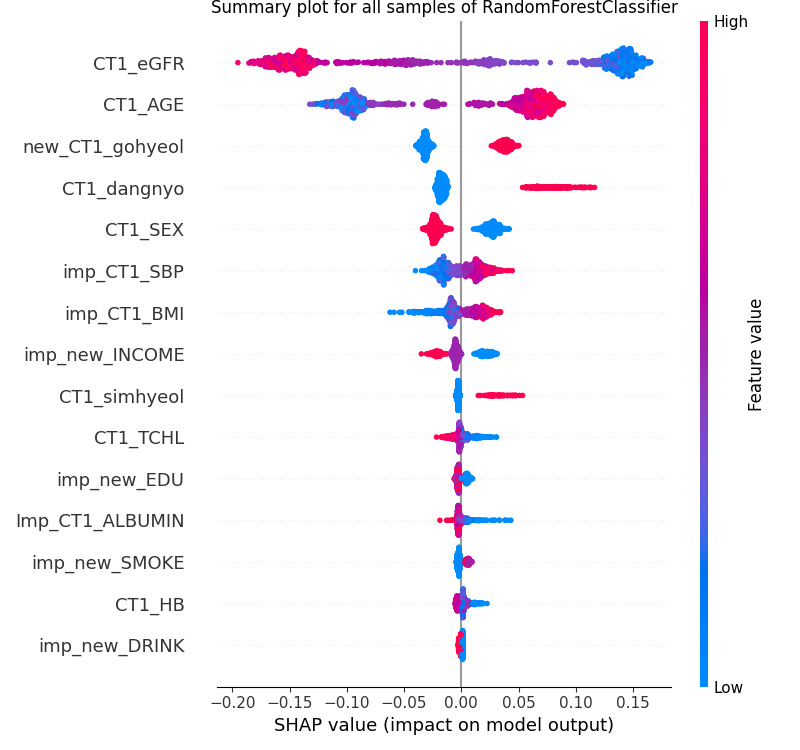 Summary plot for all samples of RandomForestClassifier
High
CT1_eGFR
CT1_AGE
new_CT1_gohyeol
CT1_dangnyo
CT1_SEX
imp_CT1_SBP
imp_CT1_BMI
imp_new_INCOME
CT1_simhyeol
CT1_TCHL
imp_new_EDU
Imp_CT1_ALBUMIN
imp_new_SMOKE
CT1_HB
imp_new_DRINK
Feature value
Low
−0.20 −0.15 −0.10 −0.05 0.00 0.05 0.10 0.15
SHAP value (impact on model output)